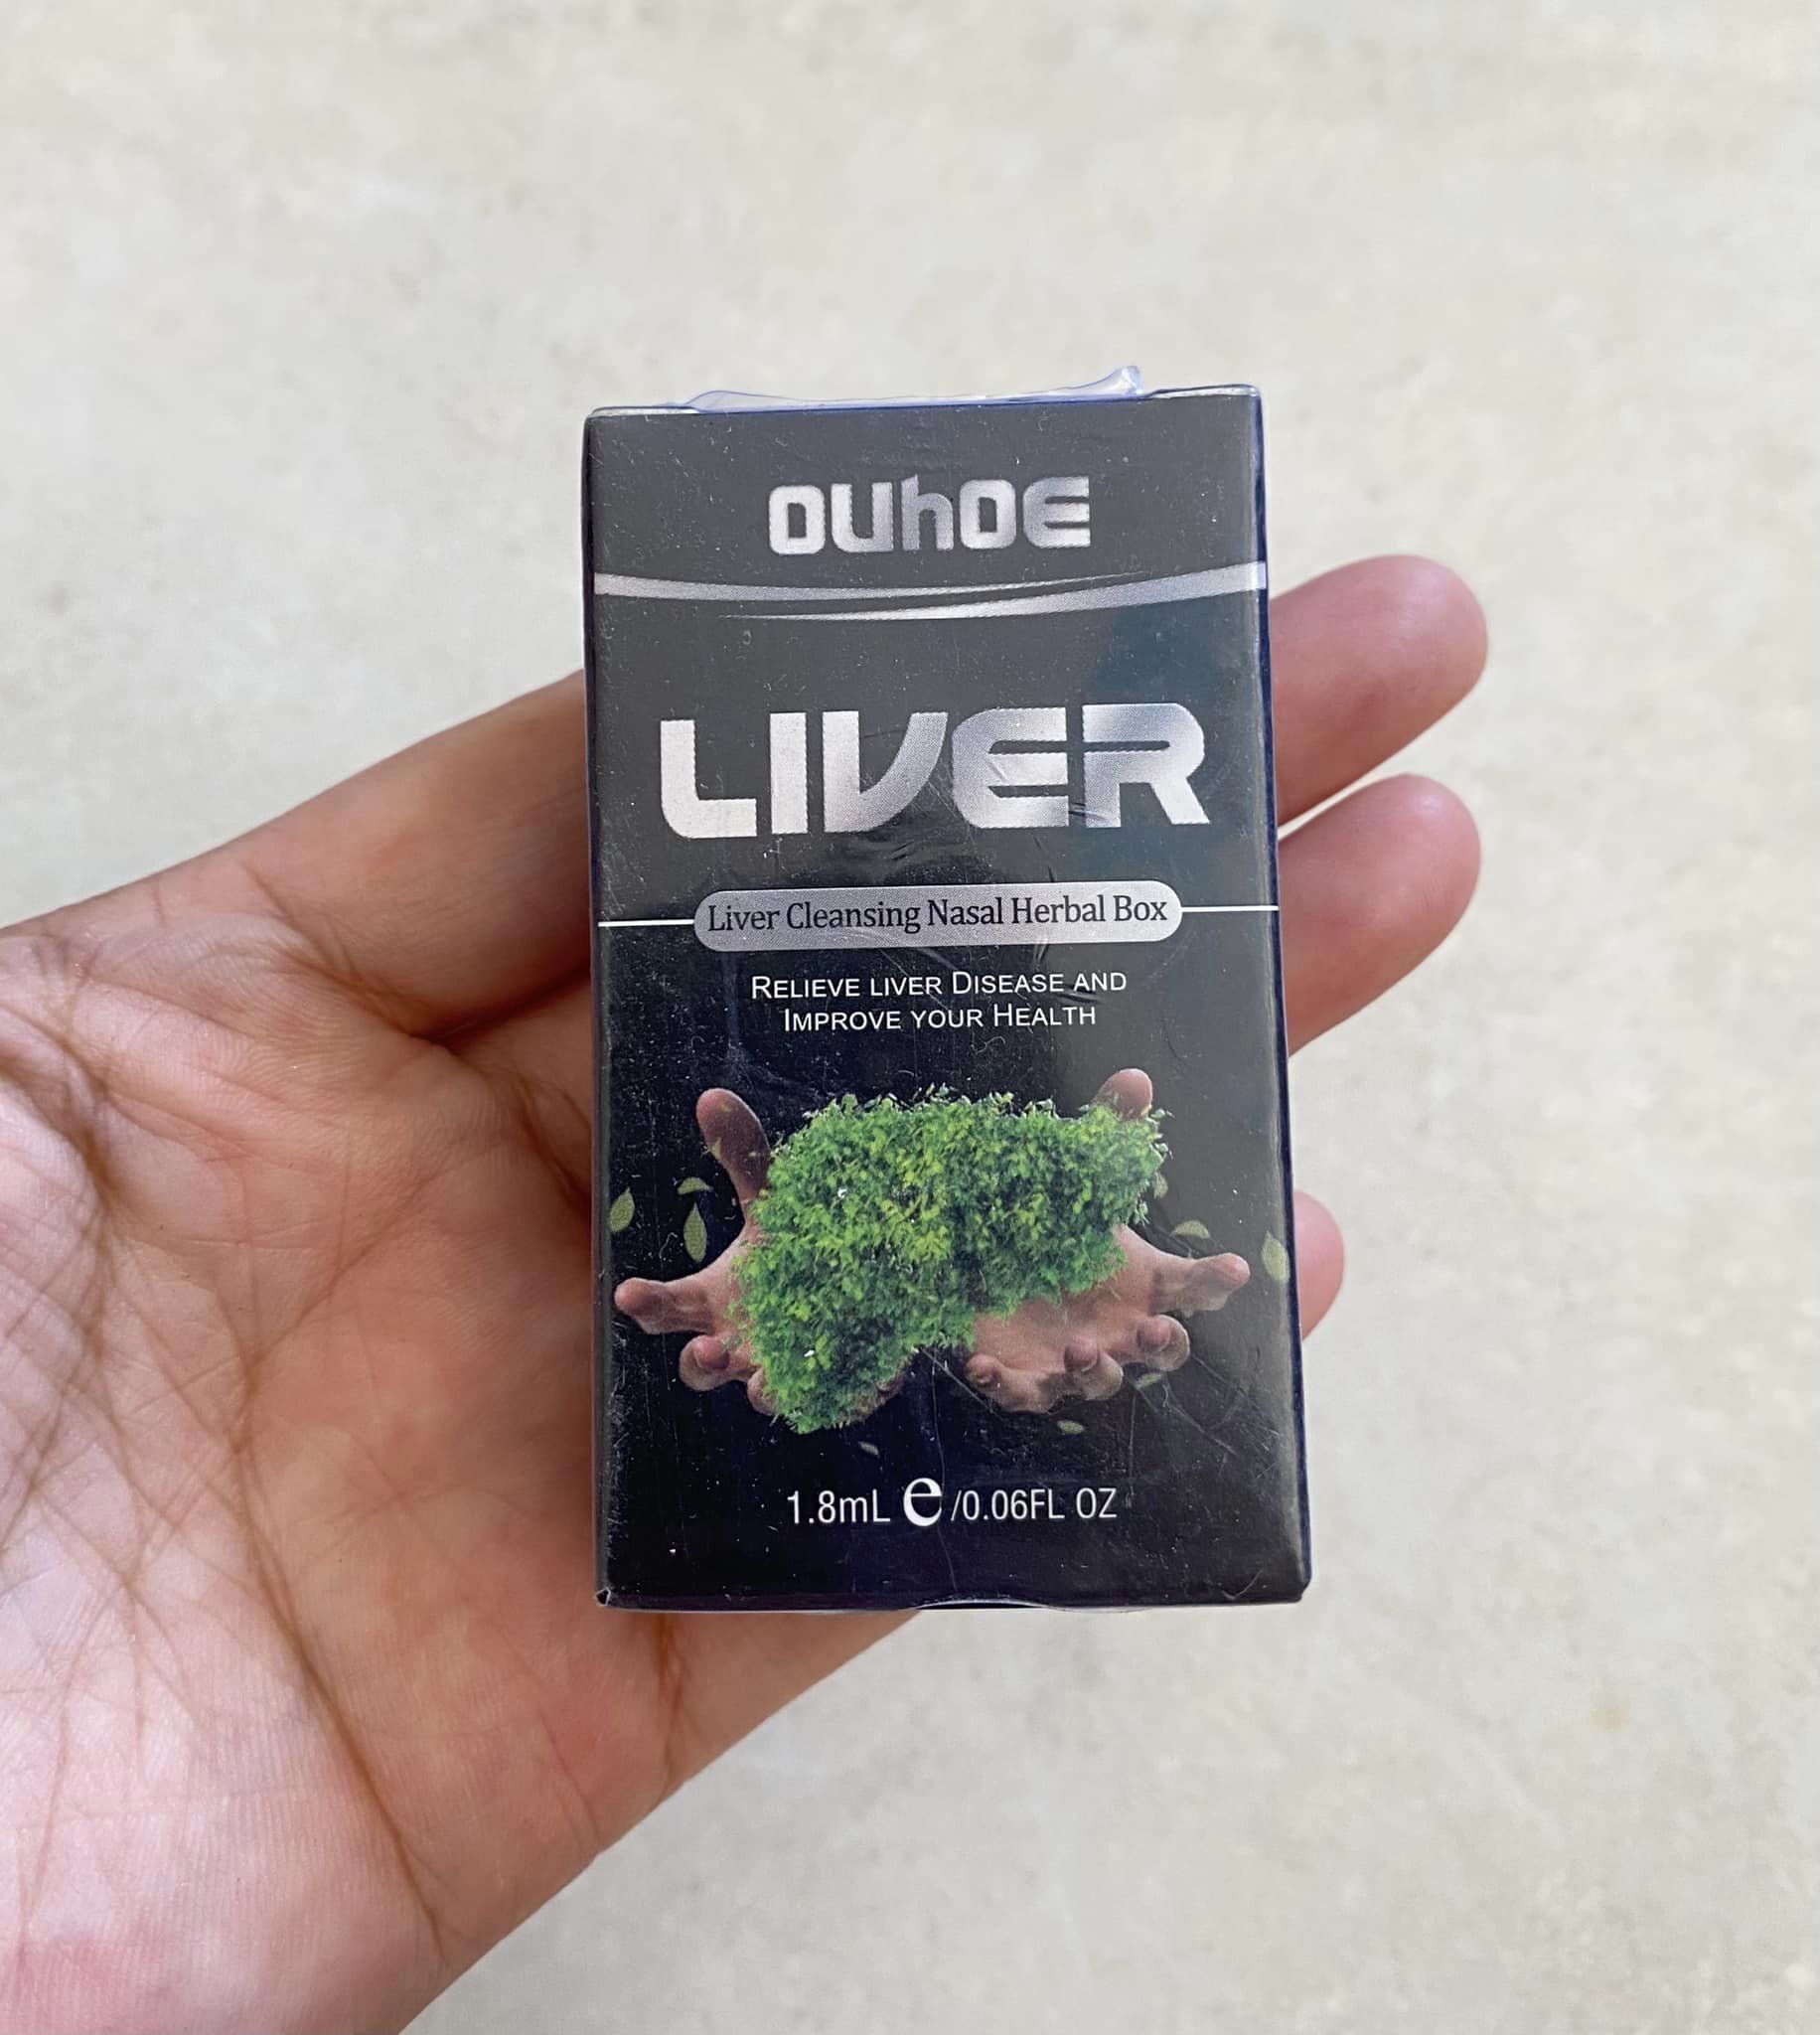 OUhOE
LIVER
Liver Cleansing Nasal Herbal Box
RELIEVE LIVER DISEASE AND
IMPROVE YOUR HEALTH
1.8mL e/0.06FL OZ